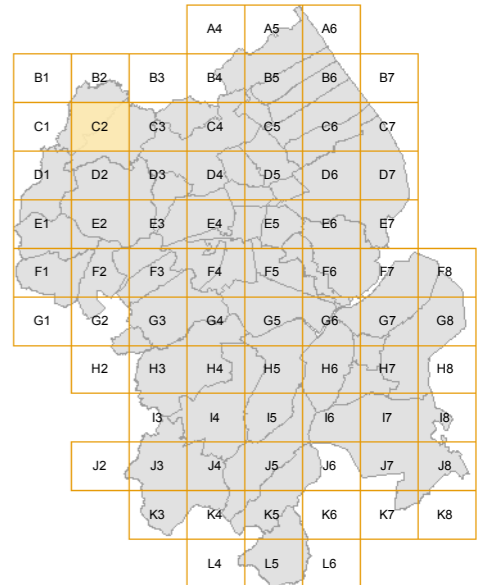 A4 A5 A6
B1 B2 B3 B4 B5 B6 B7
C1 C2 C3 C4 C5 C6 C7
D1 D2 D3 D4 D5 D6 D7
E1 E2 E3 E4 E5 E6 E7
F1 F2 F3 F4 F5 F6 F7 F8
G1 G2 G3 G4 G5 G6 G7 G8
H2 H3 H4 H5 H6 H7 H8
I3 I4 I5 I6 I7 I8
J2 J3 J4 J5 J6 J7 J8
K3 K4 K5 K6 K7 K8
L4 L5 L6